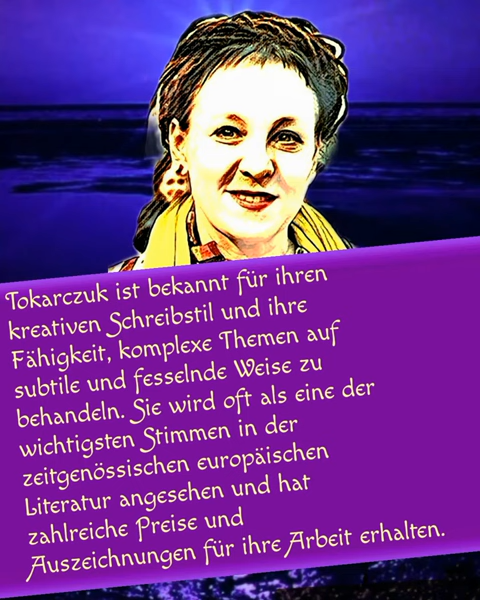 Tokarczuk ist bekannt für ihren
kreativen Schreibstil und ihre
Fähigkeit, komplexe Themen auf
subtile und fesselnde Weise zu
behandeln. Sie wird oft als eine der
wichtigsten Stimmen in der
zeitgenössischen europäischen
Literatur angesehen und hat
zahlreiche Preise und
Auszeichnungen für ihre Arbeit erhalten.